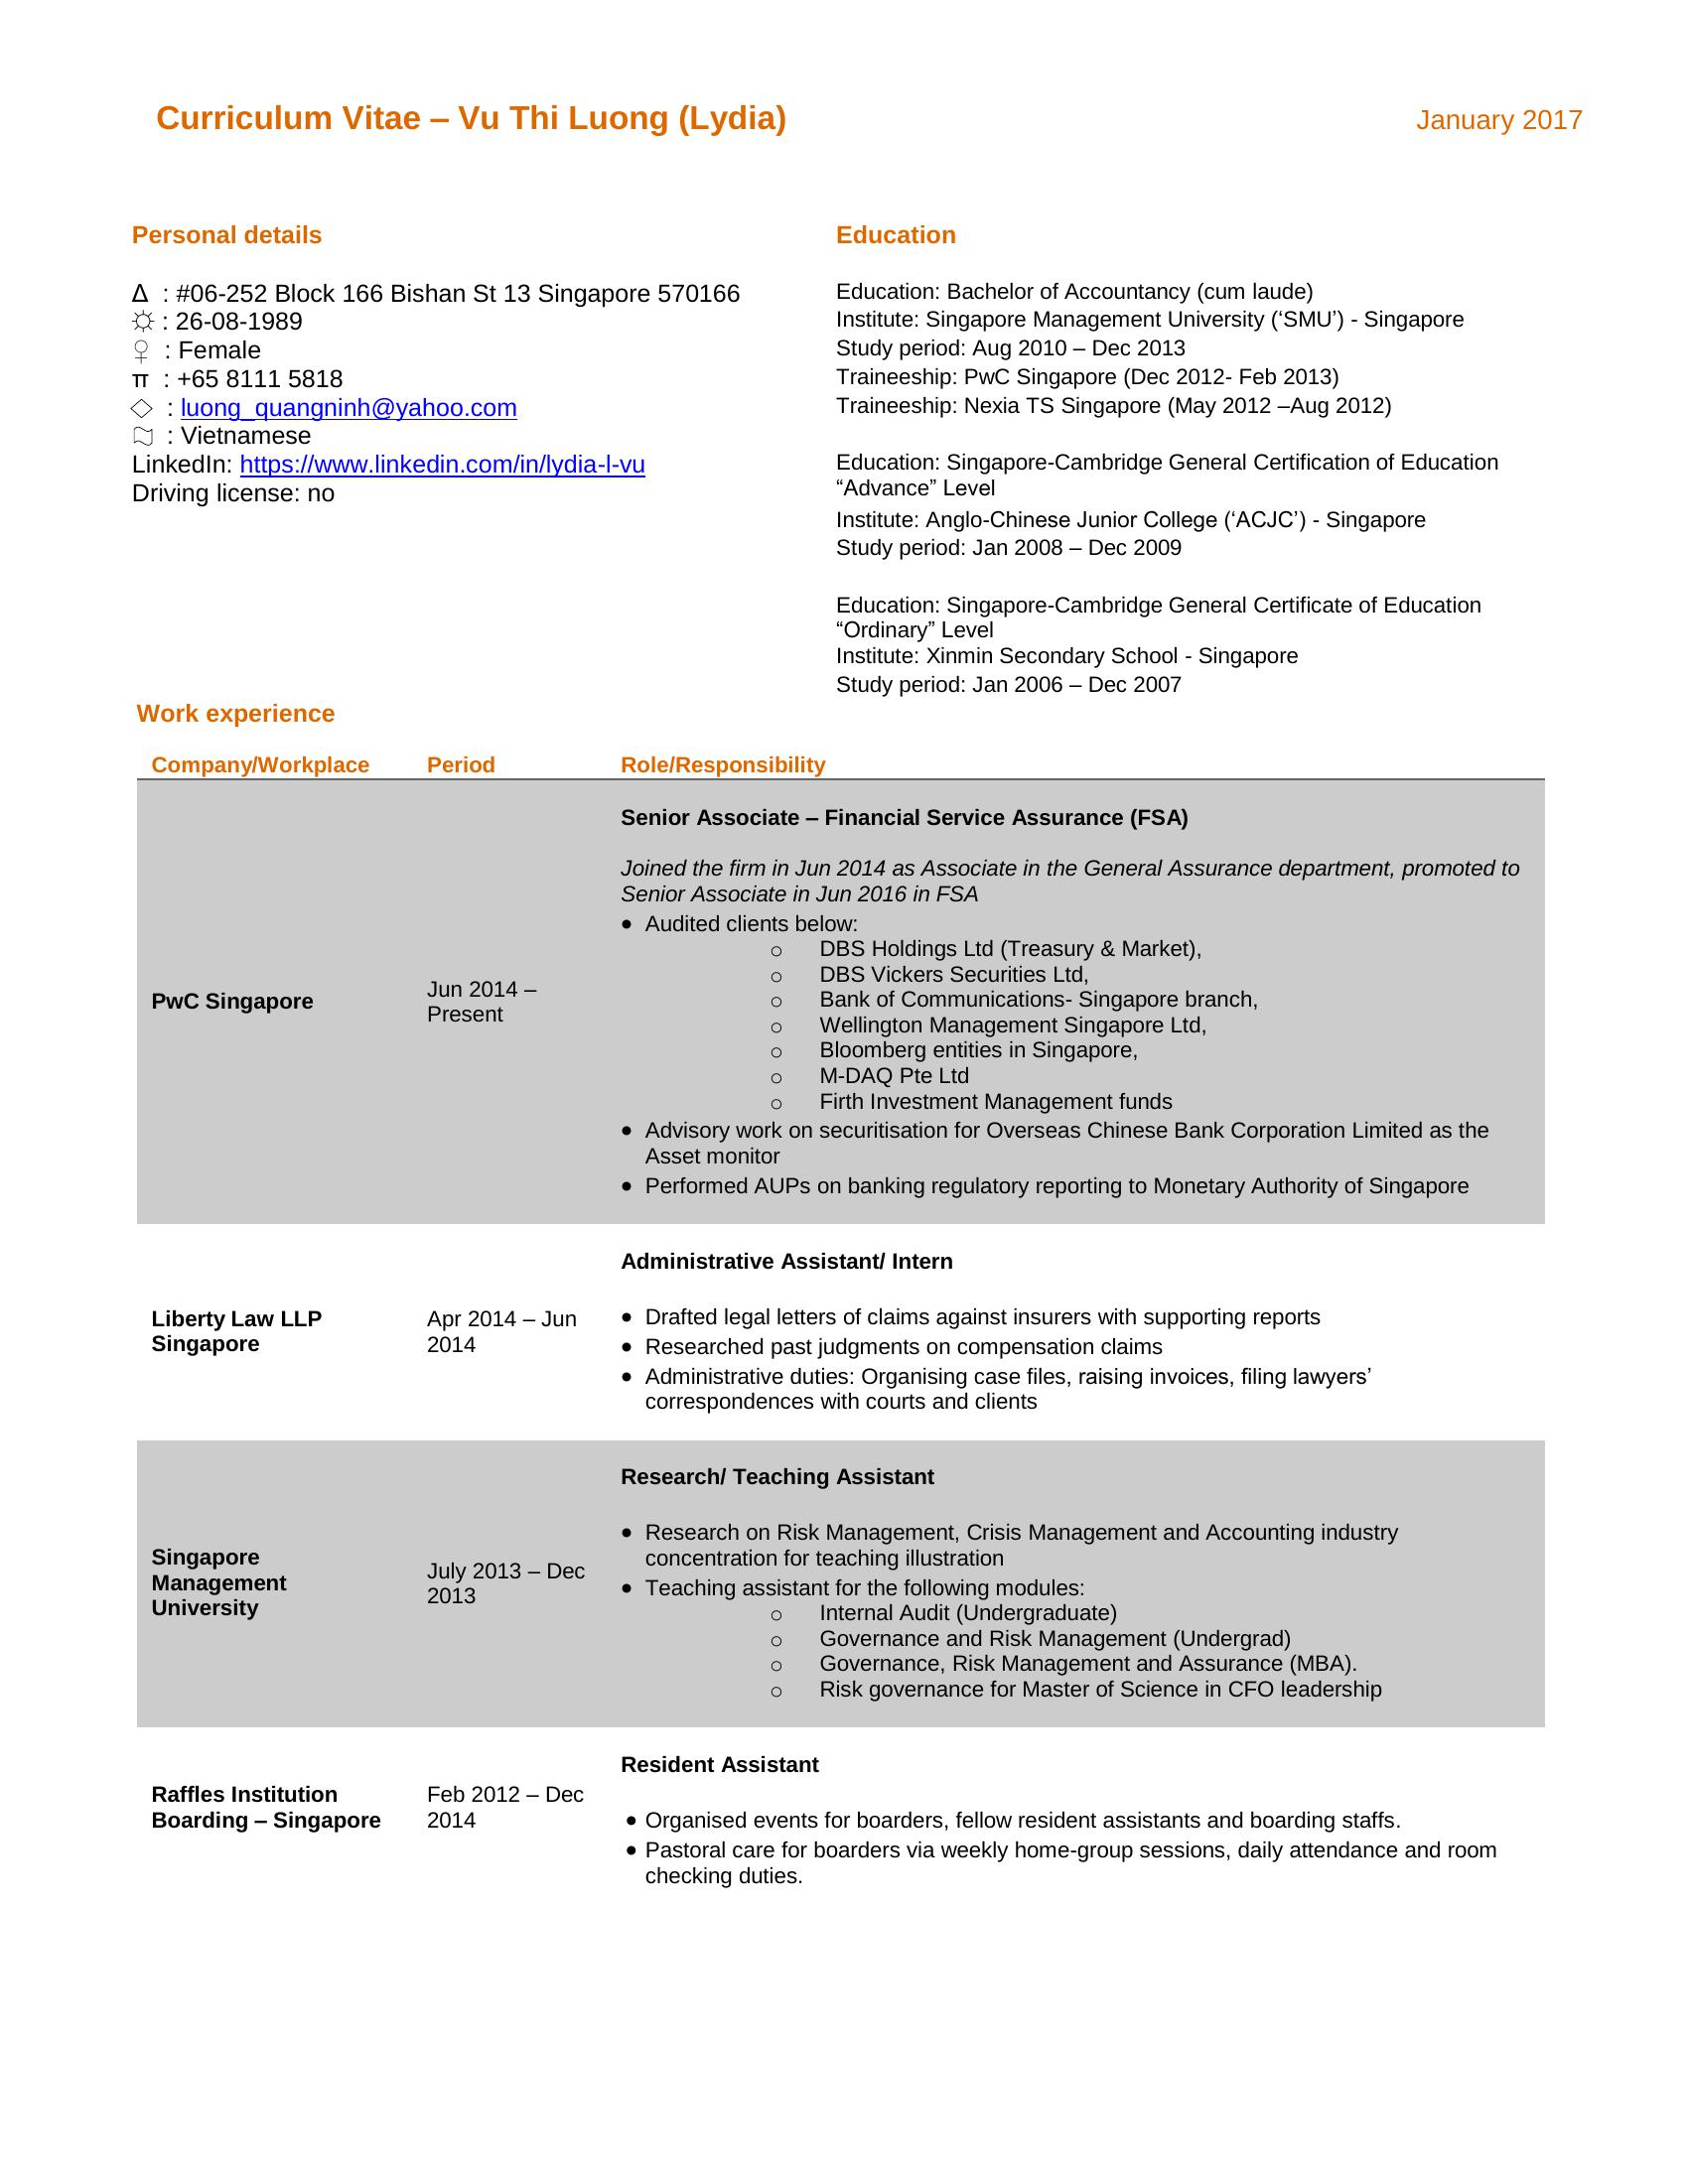 Curriculum Vitae – Vu Thi Luong (Lydia)
January 2017
Personal details
Δ : #06-252 Block 166 Bishan St 13 Singapore 570166
☼ : 26-08-1989
♀ : Female
π : +65 8111 5818
◇ : luong_quangninh@yahoo.com
: Vietnamese
LinkedIn: https://www.linkedin.com/in/lydia-l-vu
Driving license: no
Education
Education: Bachelor of Accountancy (cum laude)
Institute: Singapore Management University (‘SMU’) - Singapore
Study period: Aug 2010 – Dec 2013
Traineeship: PwC Singapore (Dec 2012- Feb 2013)
Traineeship: Nexia TS Singapore (May 2012 –Aug 2012)
Education: Singapore-Cambridge General Certification of Education
“Advance” Level
Institute: Anglo-Chinese Junior College (‘ACJC’) - Singapore
Study period: Jan 2008 – Dec 2009
Education: Singapore-Cambridge General Certificate of Education
“Ordinary” Level
Institute: Xinmin Secondary School - Singapore
Study period: Jan 2006 – Dec 2007
Work experience
Company/Workplace Period Role/Responsibility
PwC Singapore
Jun 2014 –
Present
Senior Associate – Financial Service Assurance (FSA)
Joined the firm in Jun 2014 as Associate in the General Assurance department, promoted to
Senior Associate in Jun 2016 in FSA
• Audited clients below:
o DBS Holdings Ltd (Treasury & Market),
o DBS Vickers Securities Ltd,
o Bank of Communications- Singapore branch,
o Wellington Management Singapore Ltd,
o Bloomberg entities in Singapore,
o M-DAQ Pte Ltd
o Firth Investment Management funds
• Advisory work on securitisation for Overseas Chinese Bank Corporation Limited as the
Asset monitor
• Performed AUPs on banking regulatory reporting to Monetary Authority of Singapore
Liberty Law LLP
Singapore
Apr 2014 – Jun
2014
Administrative Assistant/ Intern
• Drafted legal letters of claims against insurers with supporting reports
• Researched past judgments on compensation claims
• Administrative duties: Organising case files, raising invoices, filing lawyers’
correspondences with courts and clients
Singapore
Management
University
July 2013 – Dec
2013
Research/ Teaching Assistant
• Research on Risk Management, Crisis Management and Accounting industry
concentration for teaching illustration
• Teaching assistant for the following modules:
o Internal Audit (Undergraduate)
o Governance and Risk Management (Undergrad)
o Governance, Risk Management and Assurance (MBA).
o Risk governance for Master of Science in CFO leadership
Raffles Institution
Boarding – Singapore
Feb 2012 – Dec
2014
Resident Assistant
• Organised events for boarders, fellow resident assistants and boarding staffs.
• Pastoral care for boarders via weekly home-group sessions, daily attendance and room
checking duties.